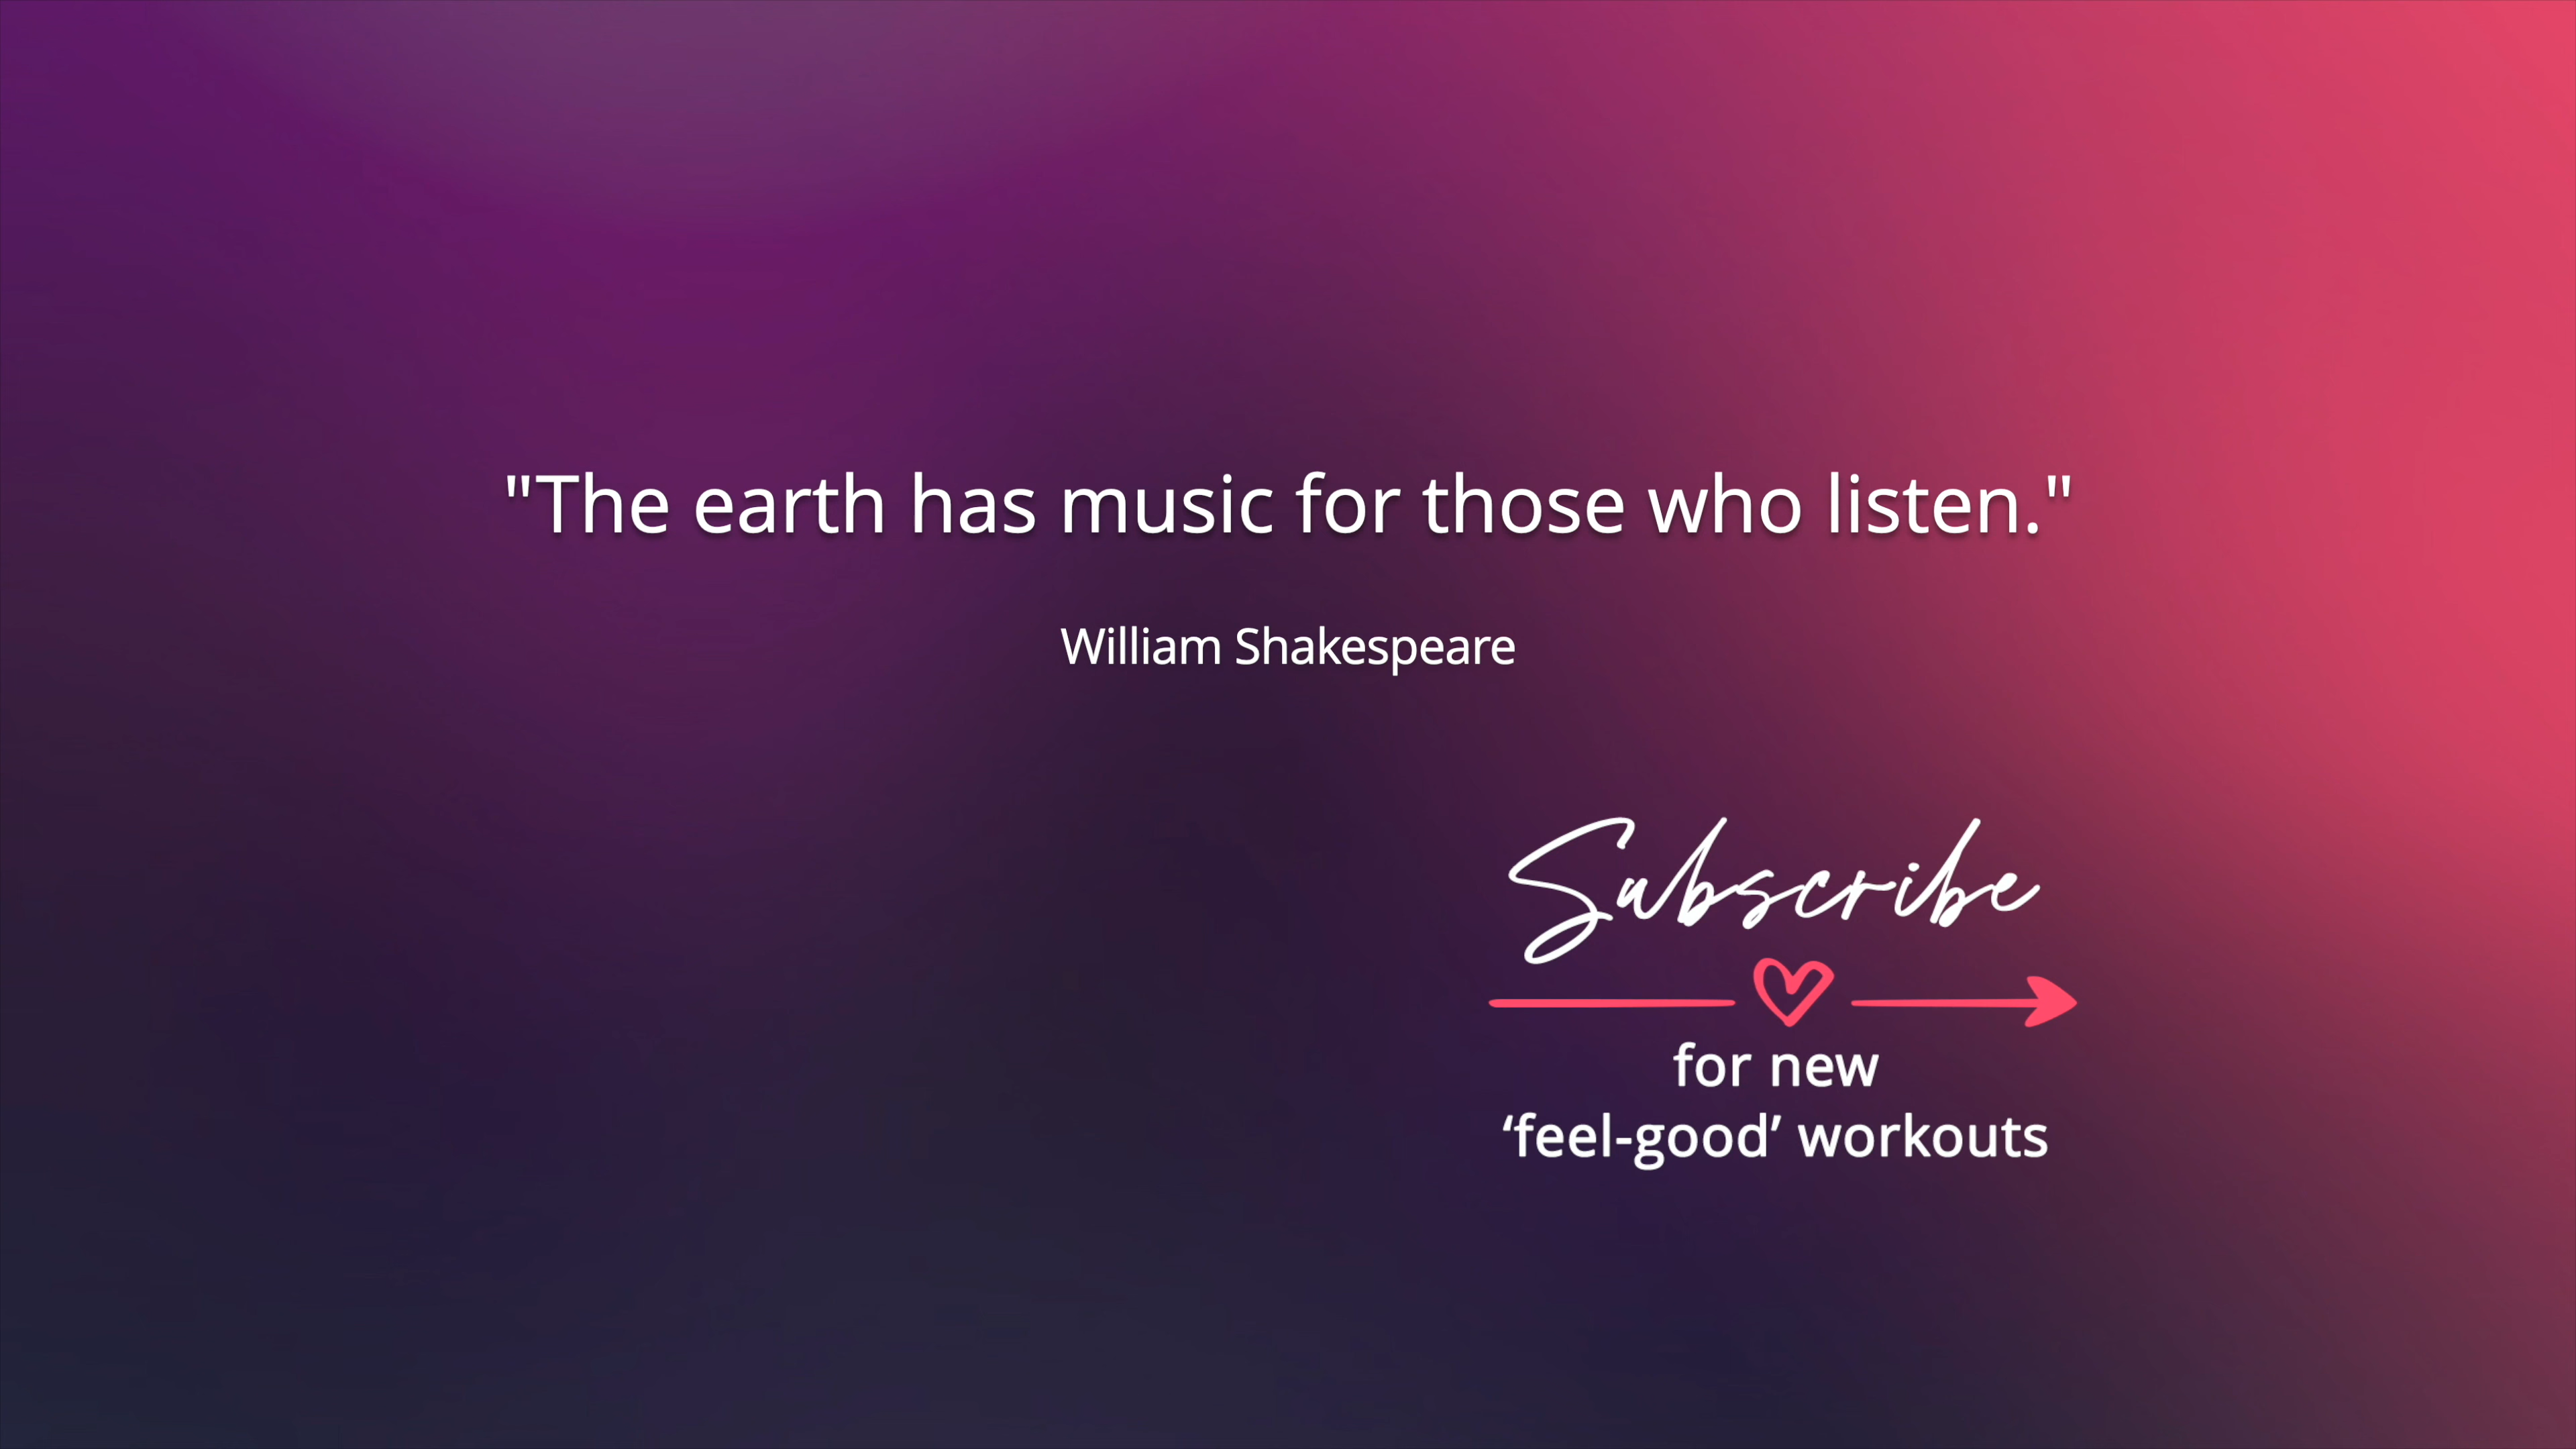 "The earth has music for those who listen."
William Shakespeare
Subscribe
for new
‘feel-good’ workouts